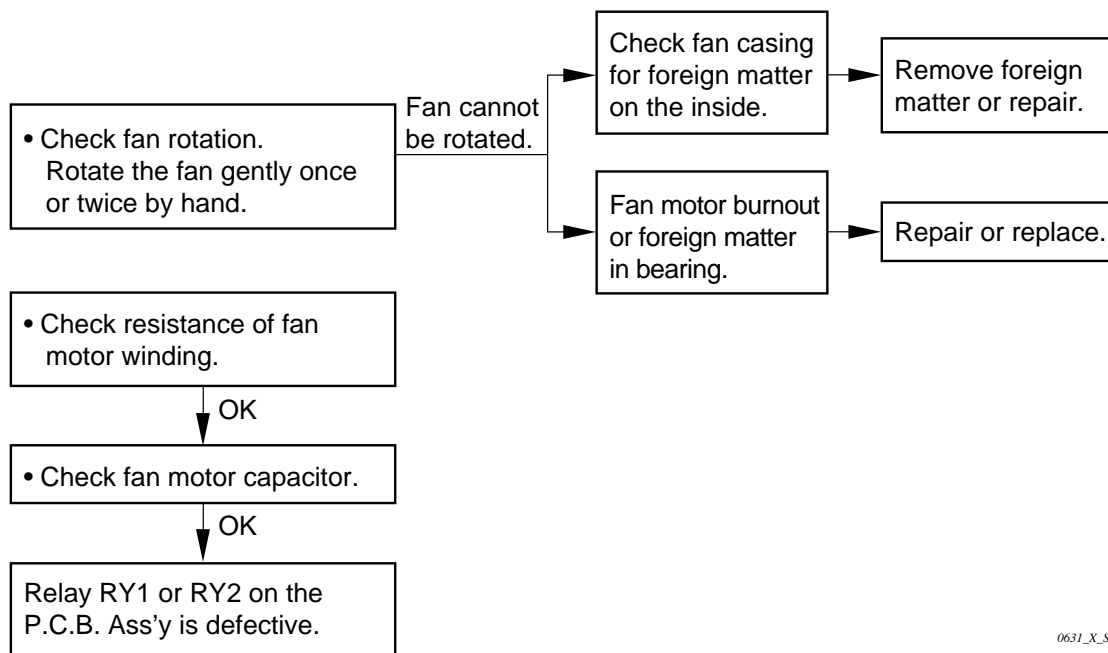 • Check fan rotation.
Rotate the fan gently once
or twice by hand.
Fan cannot
be rotated.
Check fan casing
for foreign matter
on the inside.
Remove foreign
matter or repair.
Fan motor burnout
or foreign matter
in bearing.
Repair or replace.
• Check resistance of fan
motor winding.
OK
• Check fan motor capacitor.
OK
Relay RY1 or RY2 on the
P.C.B. Ass'y is defective.
0631_X_S